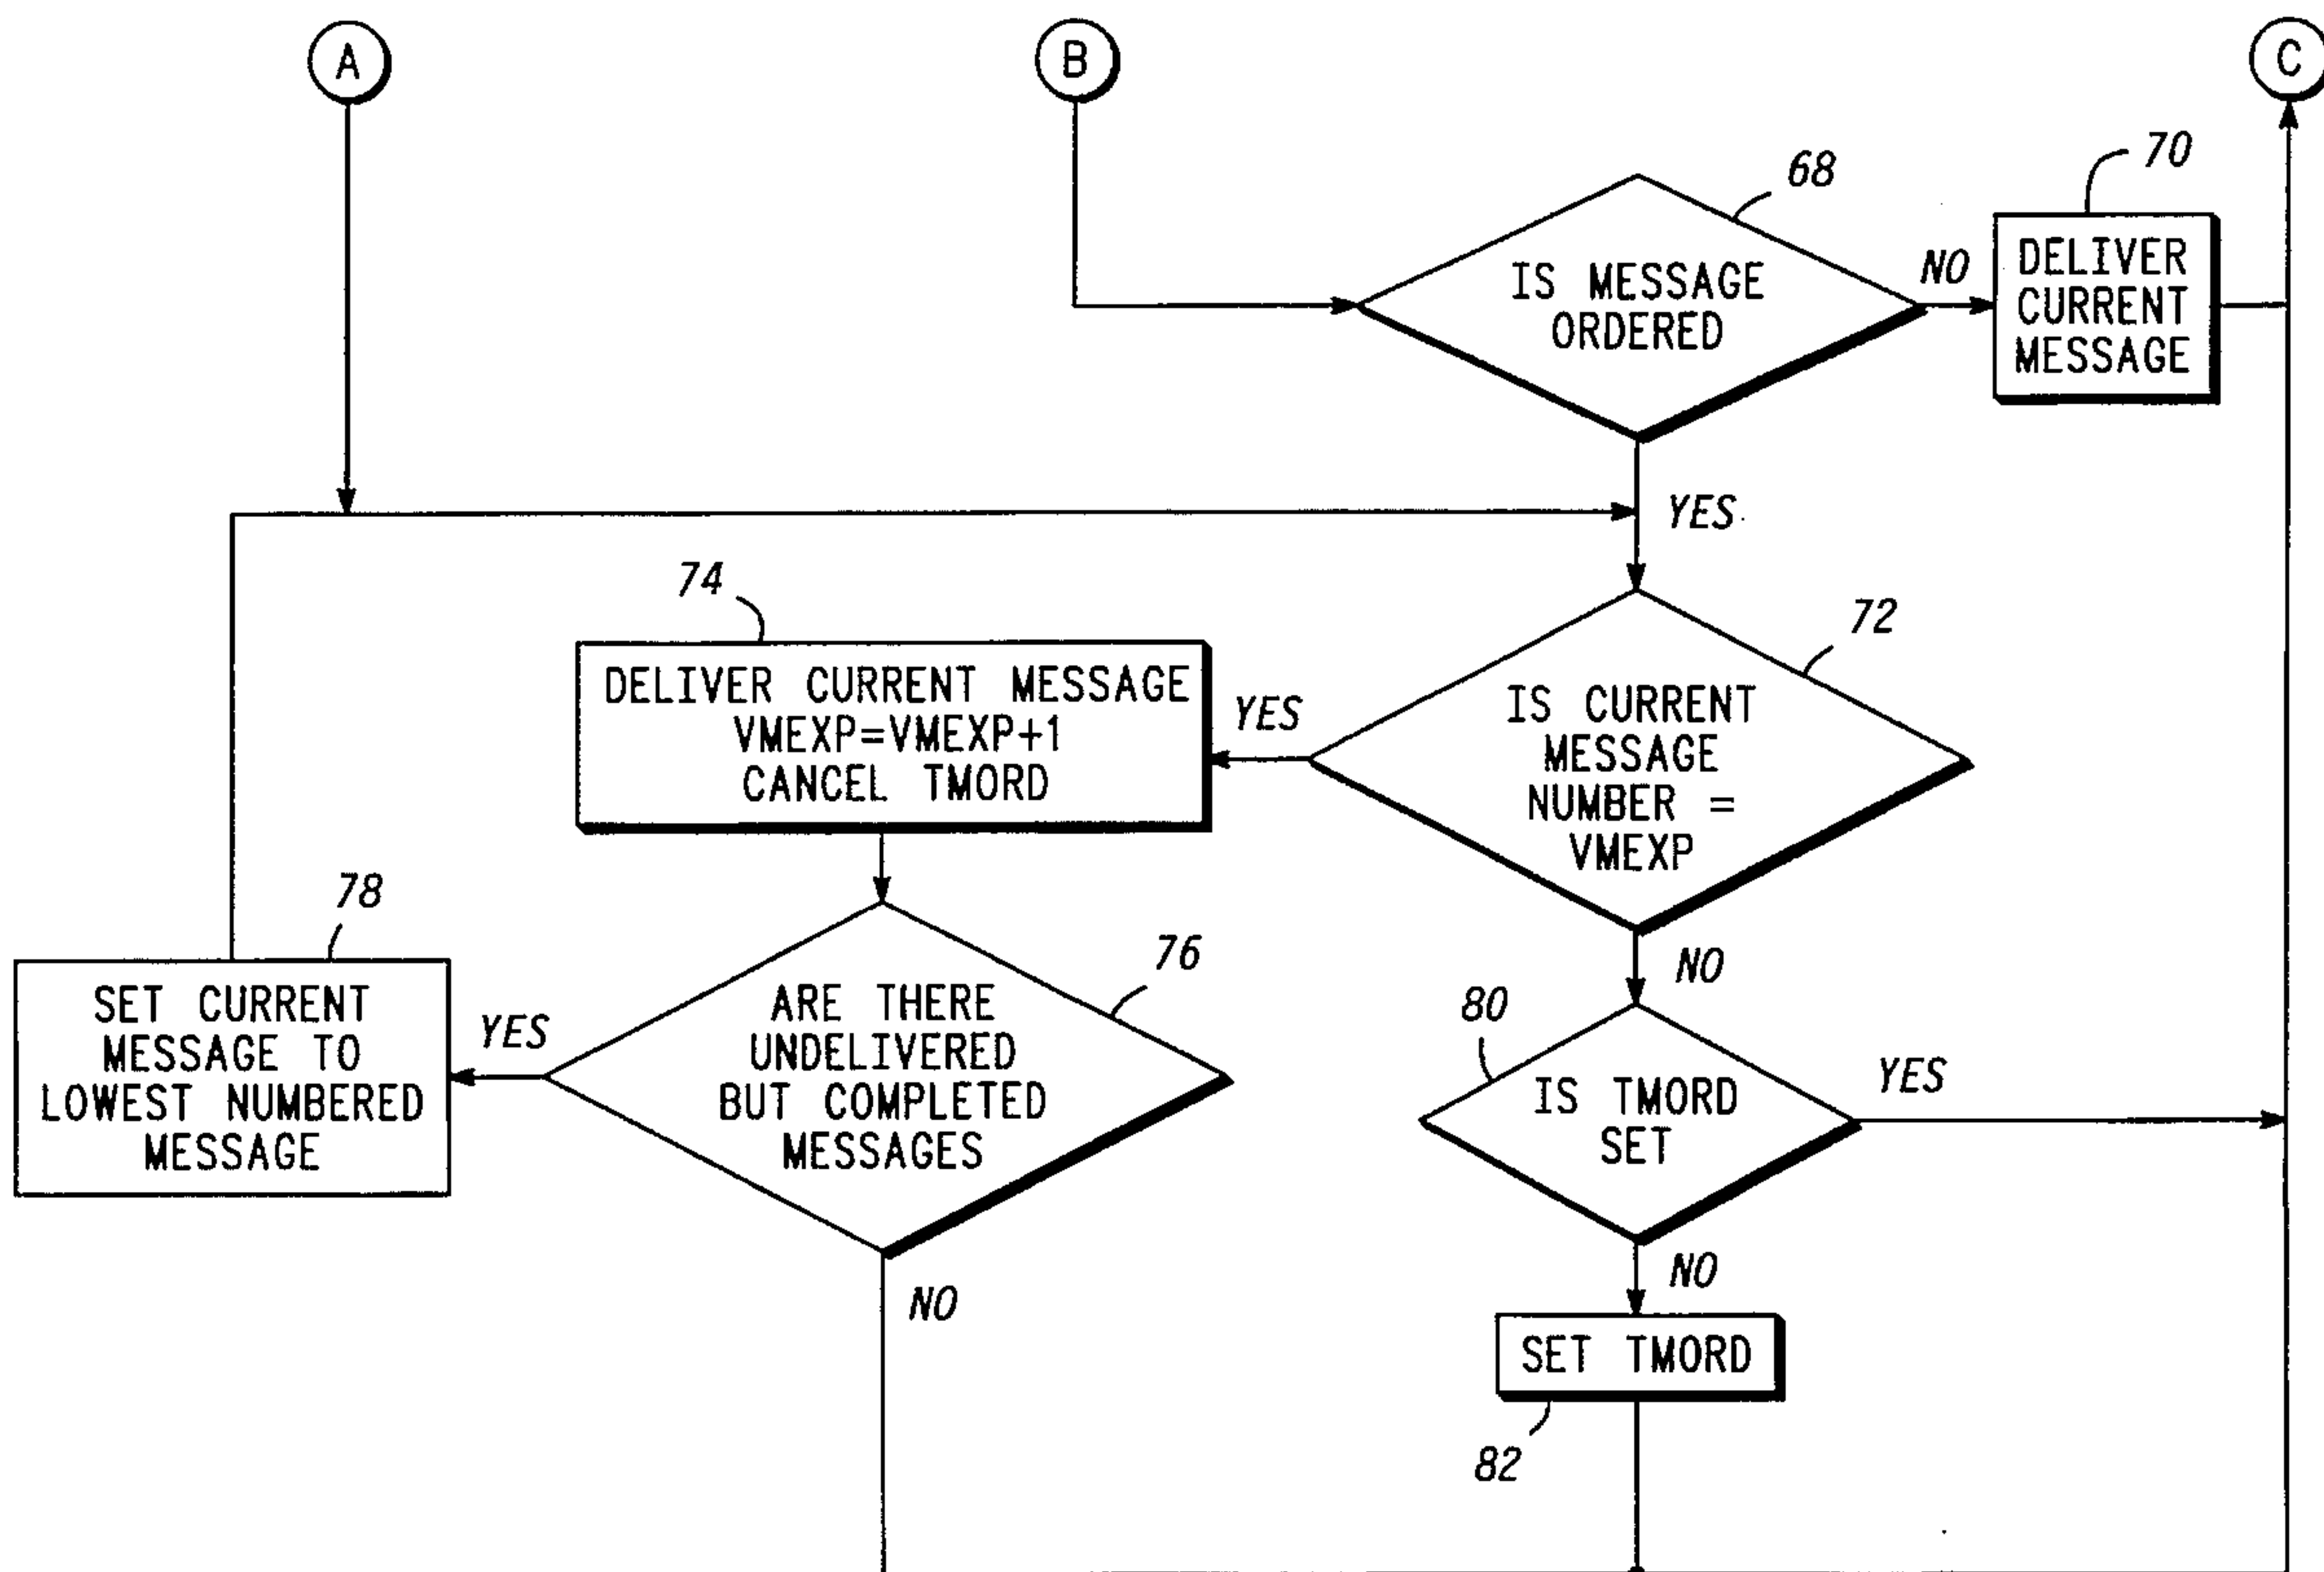 A
B
C
68
70
IS MESSAGE
ORDERED
NO
DELIVER
CURRENT
MESSAGE
YES
74
72
DELIVER CURRENT MESSAGE
VMEXP=VMEXP+1
CANCEL TMORD
YES
IS CURRENT
MESSAGE
NUMBER =
VMEXP
78
76
NO
SET CURRENT
MESSAGE TO
LOWEST NUMBERED
MESSAGE
YES
ARE THERE
UNDELIVERED
BUT COMPLETED
MESSAGES
80
IS TMORD
SET
YES
NO
NO
SET TMORD
82